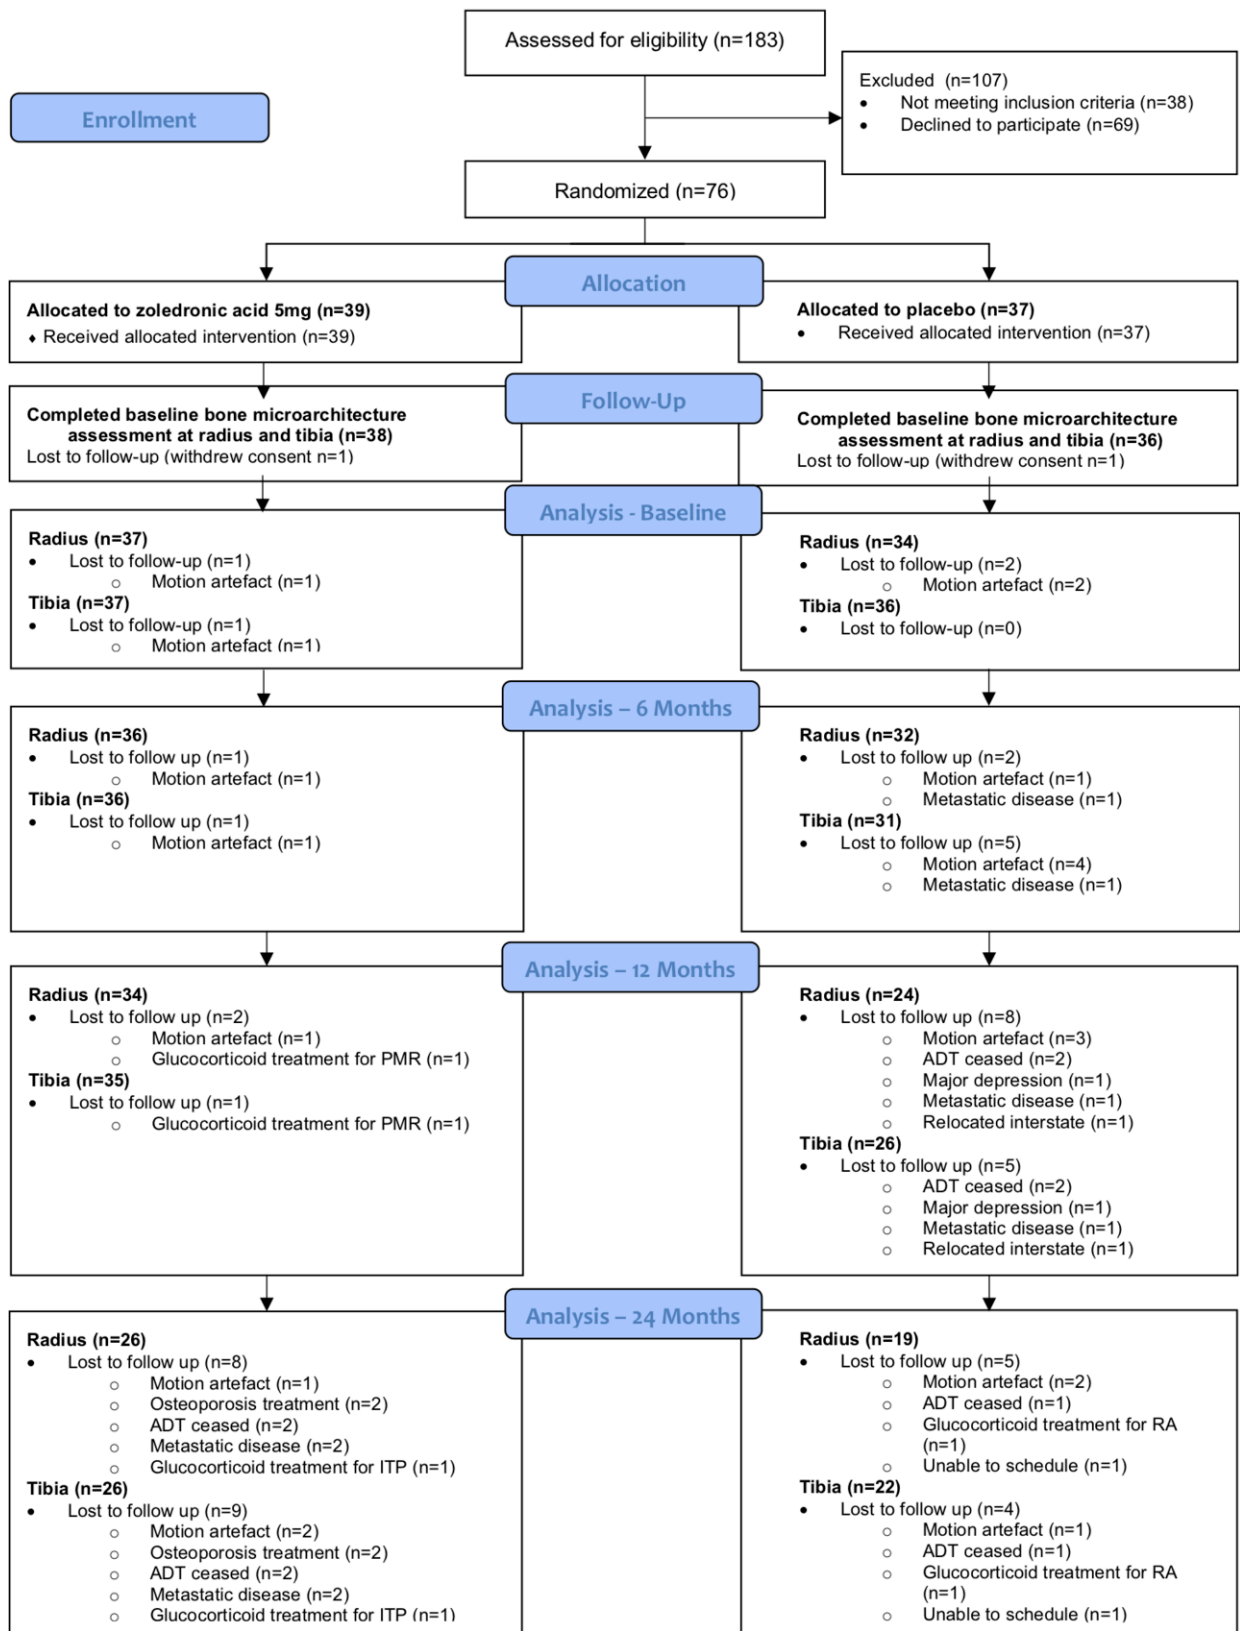 Assessed for eligibility (n=183)
Excluded (n=107)
• Not meeting inclusion criteria (n=38)
• Declined to participate (n=69)
Enrollment
Randomized (n=76)
Allocation
Allocated to zoledronic acid 5mg (n=39)
♦ Received allocated intervention (n=39)
Allocated to placebo (n=37)
• Received allocated intervention (n=37)
Follow-Up
Completed baseline bone microarchitecture
assessment at radius and tibia (n=38)
Lost to follow-up (withdrew consent n=1)
Completed baseline bone microarchitecture
assessment at radius and tibia (n=36)
Lost to follow-up (withdrew consent n=1)
Analysis - Baseline
Radius (n=37)
• Lost to follow-up (n=1)
○ Motion artefact (n=1)
Tibia (n=37)
• Lost to follow-up (n=1)
○ Motion artefact (n=1)
Radius (n=34)
• Lost to follow-up (n=2)
○ Motion artefact (n=2)
Tibia (n=36)
• Lost to follow-up (n=0)
Analysis – 6 Months
Radius (n=36)
• Lost to follow up (n=1)
○ Motion artefact (n=1)
Tibia (n=36)
• Lost to follow up (n=1)
○ Motion artefact (n=1)
Radius (n=32)
• Lost to follow up (n=2)
○ Motion artefact (n=1)
○ Metastatic disease (n=1)
Tibia (n=31)
• Lost to follow up (n=5)
○ Motion artefact (n=4)
○ Metastatic disease (n=1)
Analysis – 12 Months
Radius (n=34)
• Lost to follow up (n=2)
○ Motion artefact (n=1)
○ Glucocorticoid treatment for PMR (n=1)
Tibia (n=35)
• Lost to follow up (n=1)
○ Glucocorticoid treatment for PMR (n=1)
Radius (n=24)
• Lost to follow up (n=8)
○ Motion artefact (n=3)
○ ADT ceased (n=2)
○ Major depression (n=1)
○ Metastatic disease (n=1)
○ Relocated interstate (n=1)
Tibia (n=26)
• Lost to follow up (n=5)
○ ADT ceased (n=2)
○ Major depression (n=1)
○ Metastatic disease (n=1)
○ Relocated interstate (n=1)
Analysis – 24 Months
Radius (n=26)
• Lost to follow up (n=8)
○ Motion artefact (n=1)
○ Osteoporosis treatment (n=2)
○ ADT ceased (n=2)
○ Metastatic disease (n=2)
○ Glucocorticoid treatment for ITP (n=1)
Tibia (n=26)
• Lost to follow up (n=9)
○ Motion artefact (n=2)
○ Osteoporosis treatment (n=2)
○ ADT ceased (n=2)
○ Metastatic disease (n=2)
○ Glucocorticoid treatment for ITP (n=1)
Radius (n=19)
• Lost to follow up (n=5)
○ Motion artefact (n=2)
○ ADT ceased (n=1)
○ Glucocorticoid treatment for RA
(n=1)
○ Unable to schedule (n=1)
Tibia (n=22)
• Lost to follow up (n=4)
○ Motion artefact (n=1)
○ ADT ceased (n=1)
○ Glucocorticoid treatment for RA
(n=1)
○ Unable to schedule (n=1)